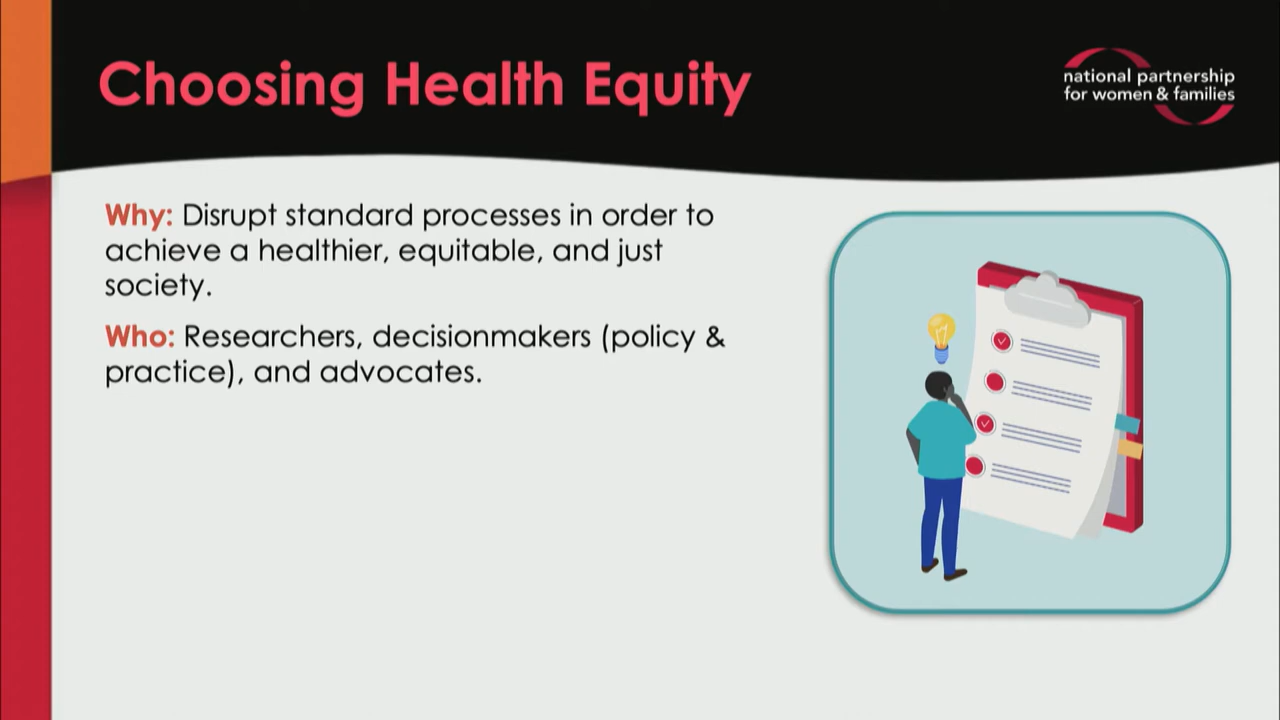 Choosing Health Equity
national partnership
for women & families
Why: Disrupt standard processes in order to
achieve a healthier, equitable, and just
society.
Who: Researchers, decisionmakers (policy &
practice), and advocates.